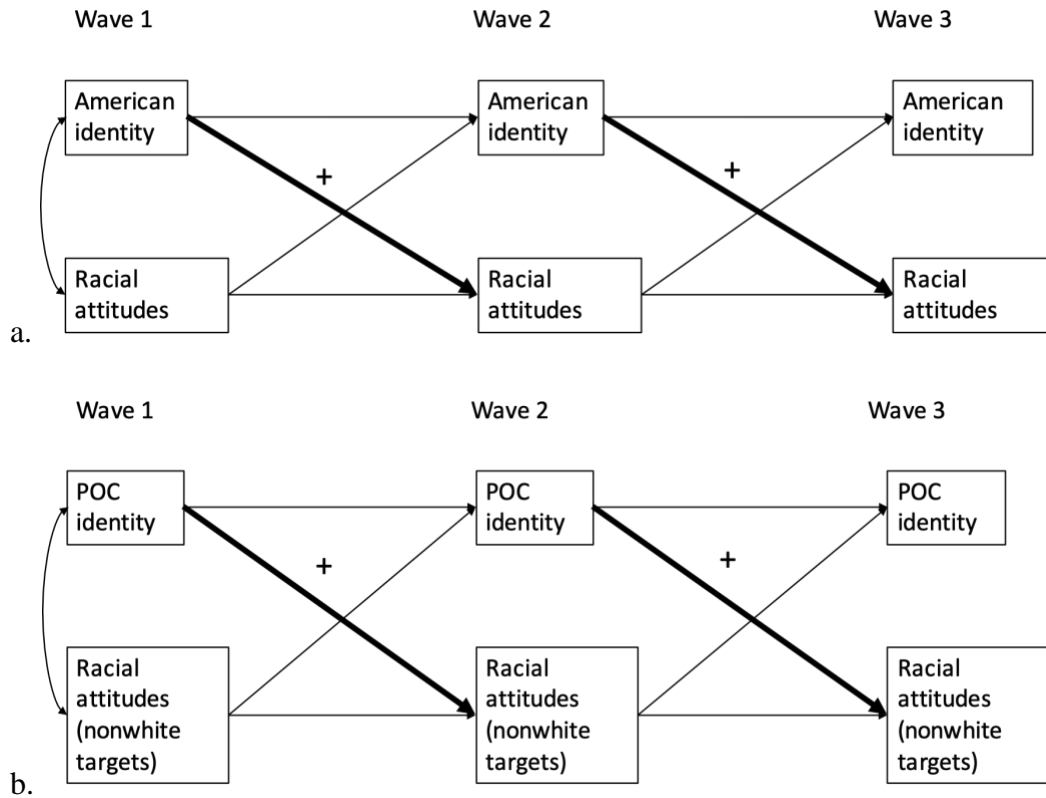 Wave 1
Wave 2
Wave 3
American
identity
American
identity
American
identity
+
+
Racial
attitudes
Racial
attitudes
Racial
attitudes
a.
Wave 1
Wave 2
Wave 3
POC
identity
POC
identity
POC
identity
+
+
Racial
attitudes
(nonwhite
targets)
Racial
attitudes
(nonwhite
targets)
Racial
attitudes
(nonwhite
targets)
b.